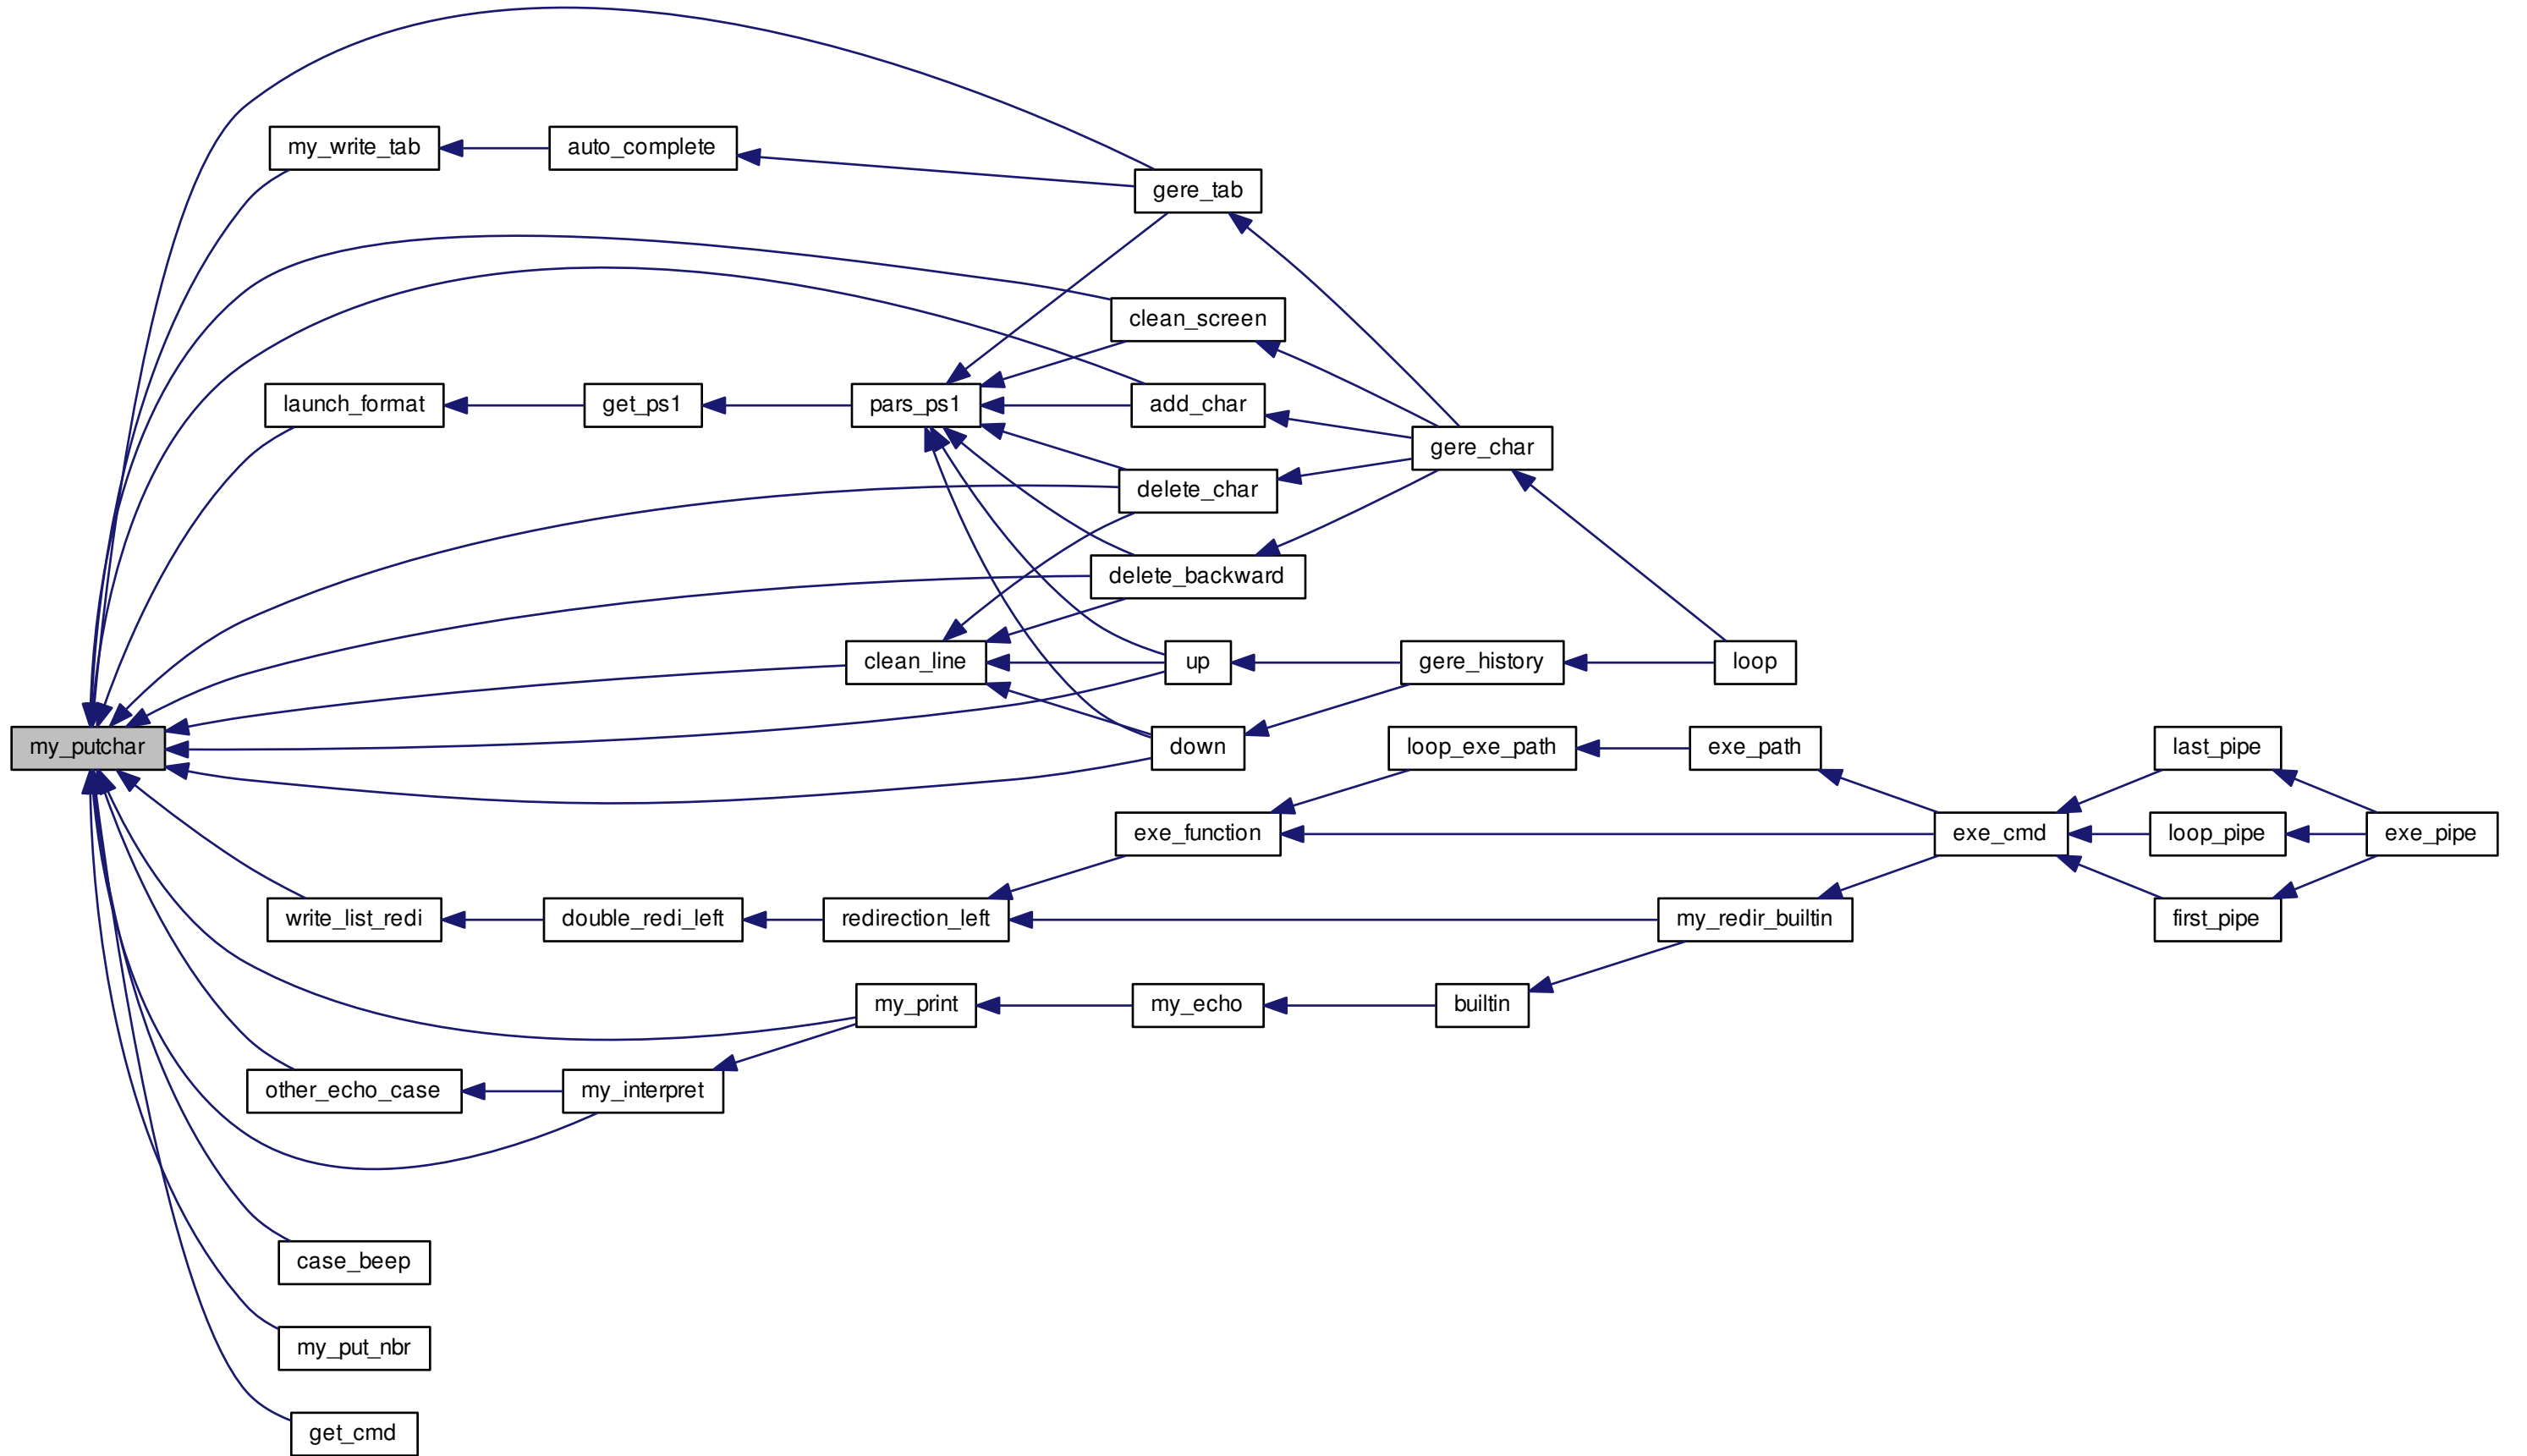 my_write_tab
auto_complete
gere_tab
clean_screen
launch_format
get_ps1
pars_ps1
add_char
gere_char
delete_char
delete_backward
clean_line
up
gere_history
loop
my_putchar
down
loop_exe_path
exe_path
last_pipe
exe_function
exe_cmd
loop_pipe
exe_pipe
write_list_redi
double_redi_left
redirection_left
my_redir_builtin
first_pipe
my_print
my_echo
builtin
other_echo_case
my_interpret
case_beep
my_put_nbr
get_cmd